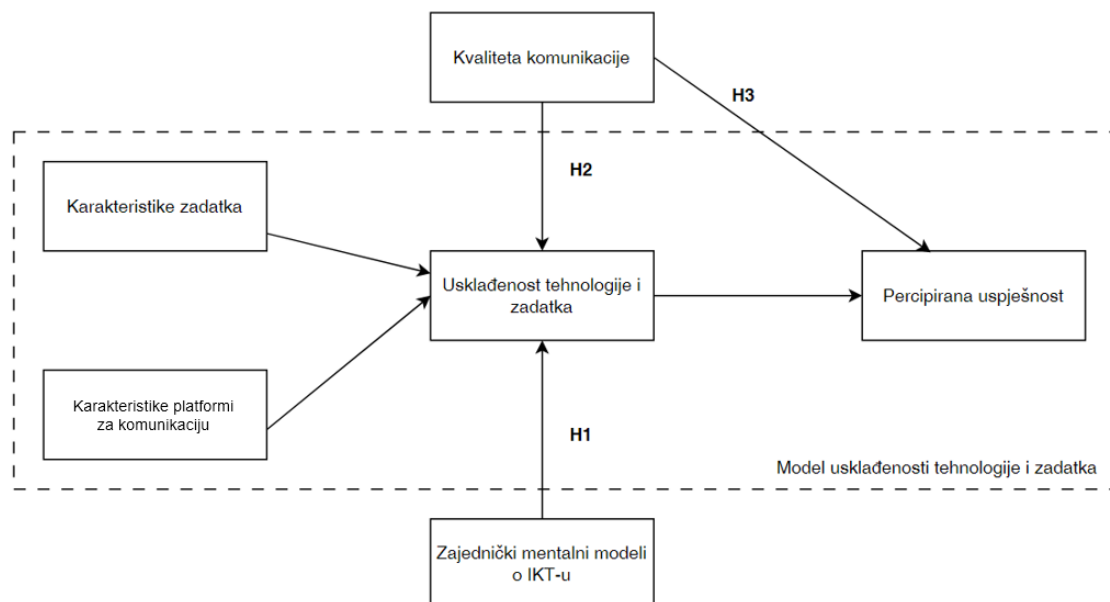 Kvaliteta komunikacije
H3
H2
Karakteristike zadatka
Usklađenost tehnologije i
zadatka
Percipirana uspješnost
Karakteristike platformi
za komunikaciju
H1
Model usklađenosti tehnologije i zadatka
Zajednički mentalni modeli
o IKT-u